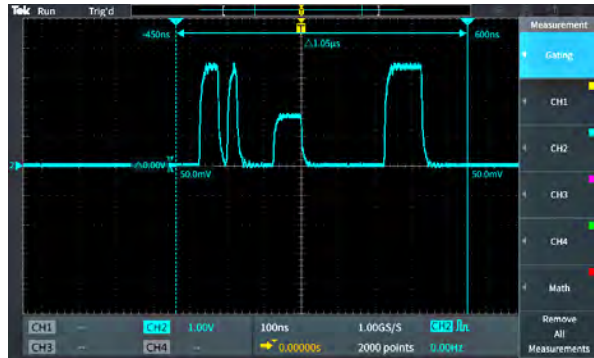 Tek Run Trig'd
Measurement
-450ns
600ns
T
△1.05µs
Gating
CH1
2
△0.00V
50.0mV
50.0mV
CH2
CH3
CH4
Math
Remove
All
Measurements
CH1 -- CH2 1.00V 100ns 1.00GS/S CH2
CH3 -- CH4 -- 0.00000s 2000 points 0.00Hz